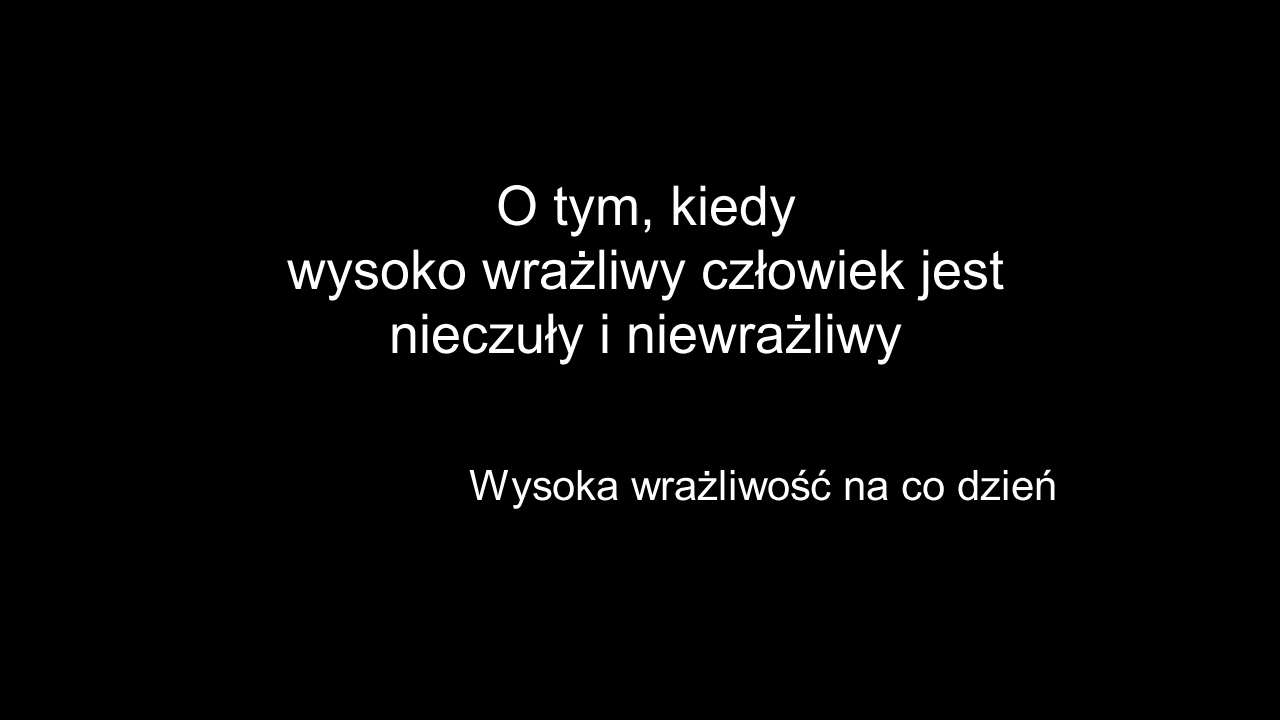 O tym, kiedy
wysoko wrażliwy człowiek jest
nieczuły i niewrażliwy
Wysoka wrażliwość na co dzień